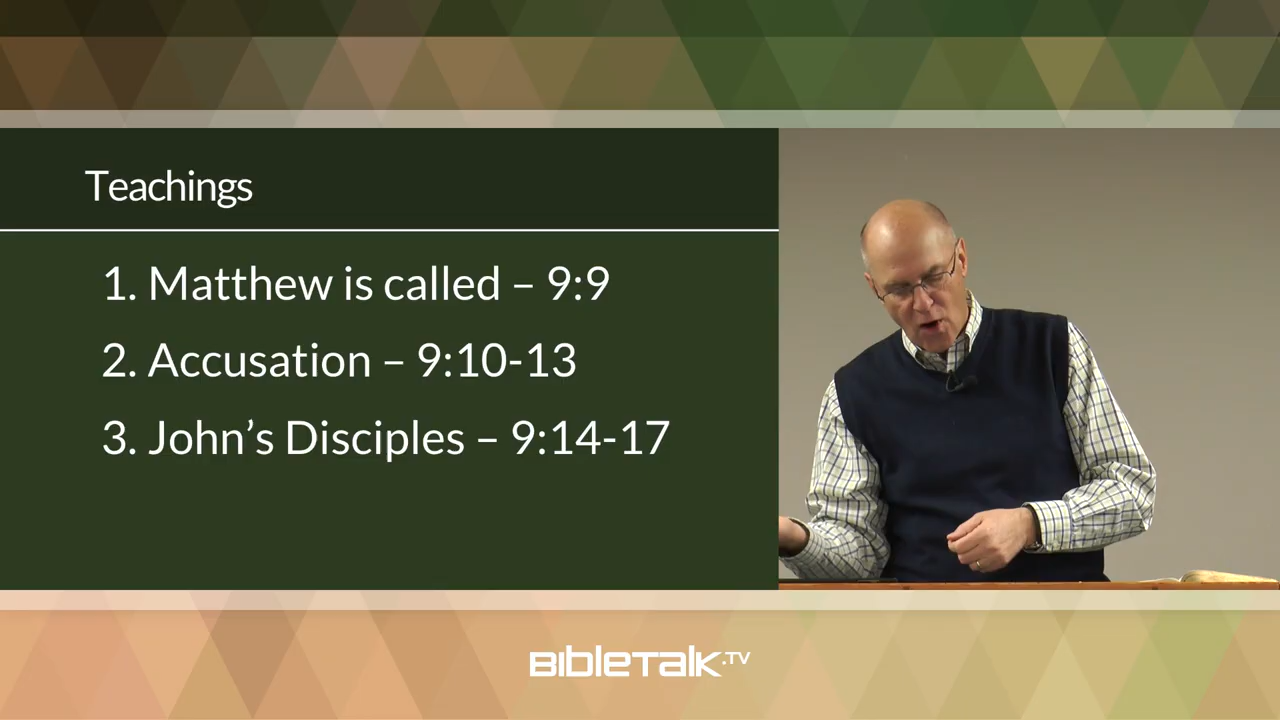 Teachings
1. Matthew is called – 9:9
2. Accusation – 9:10-13
3. John’s Disciples – 9:14-17
BIBLETALK.TV